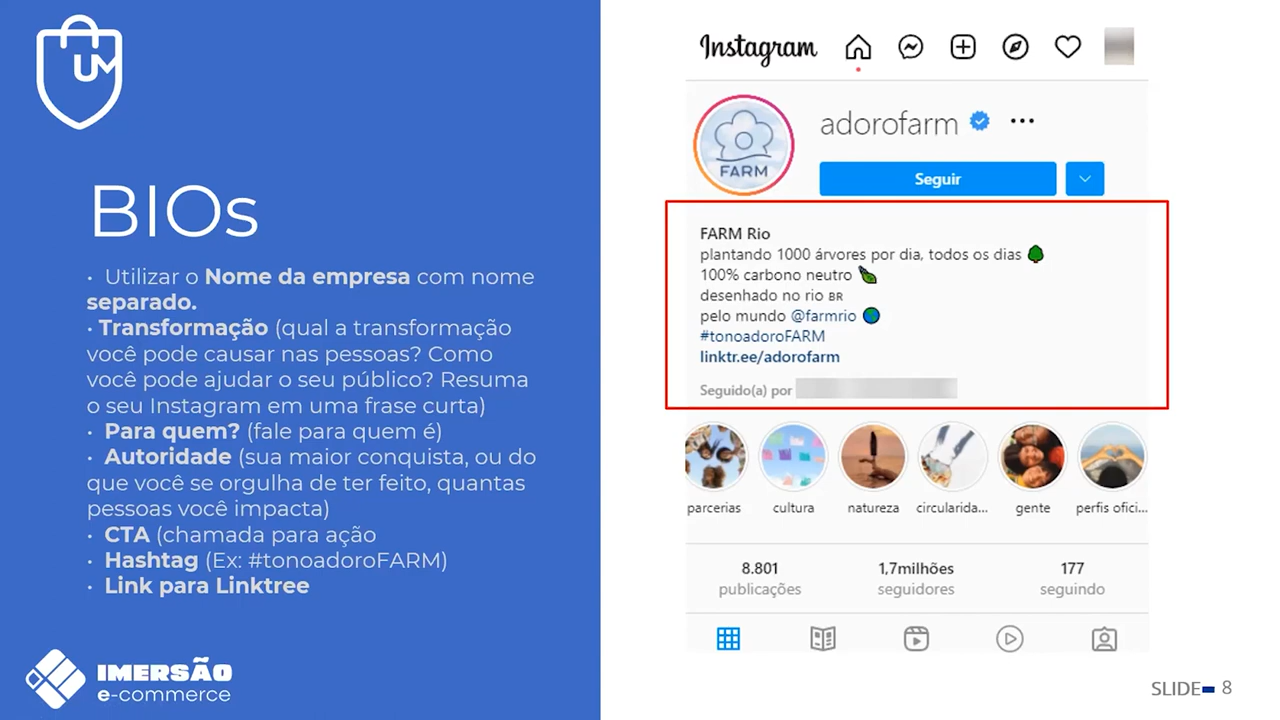 UM
BIOs
• Utilizar o Nome da empresa com nome
separado.
• Transformação (qual a transformação
você pode causar nas pessoas? Como
você pode ajudar o seu público? Resuma
o seu Instagram em uma frase curta)
• Para quem? (fale para quem é)
• Autoridade (sua maior conquista, ou do
que você se orgulha de ter feito, quantas
pessoas você impacta)
• CTA (chamada para ação
• Hashtag (Ex: #tonoadoroFARM)
• Link para Linktree
IMERSÃO
e-commerce
Instagram
FARM
adorofarm
Seguir
FARM Rio
plantando 1000 árvores por dia, todos os dias 🌳
100% carbono neutro 🍃
desenhado no rio BR
pelo mundo @farmrio 🌎
#tonoadoroFARM
linktr.ee/adorofarm
Seguido(a) por
parcerias cultura natureza circularida... gente perfis ofici...
8.801 1,7milhões 177
publicações seguidores seguindo
SLIDE 8